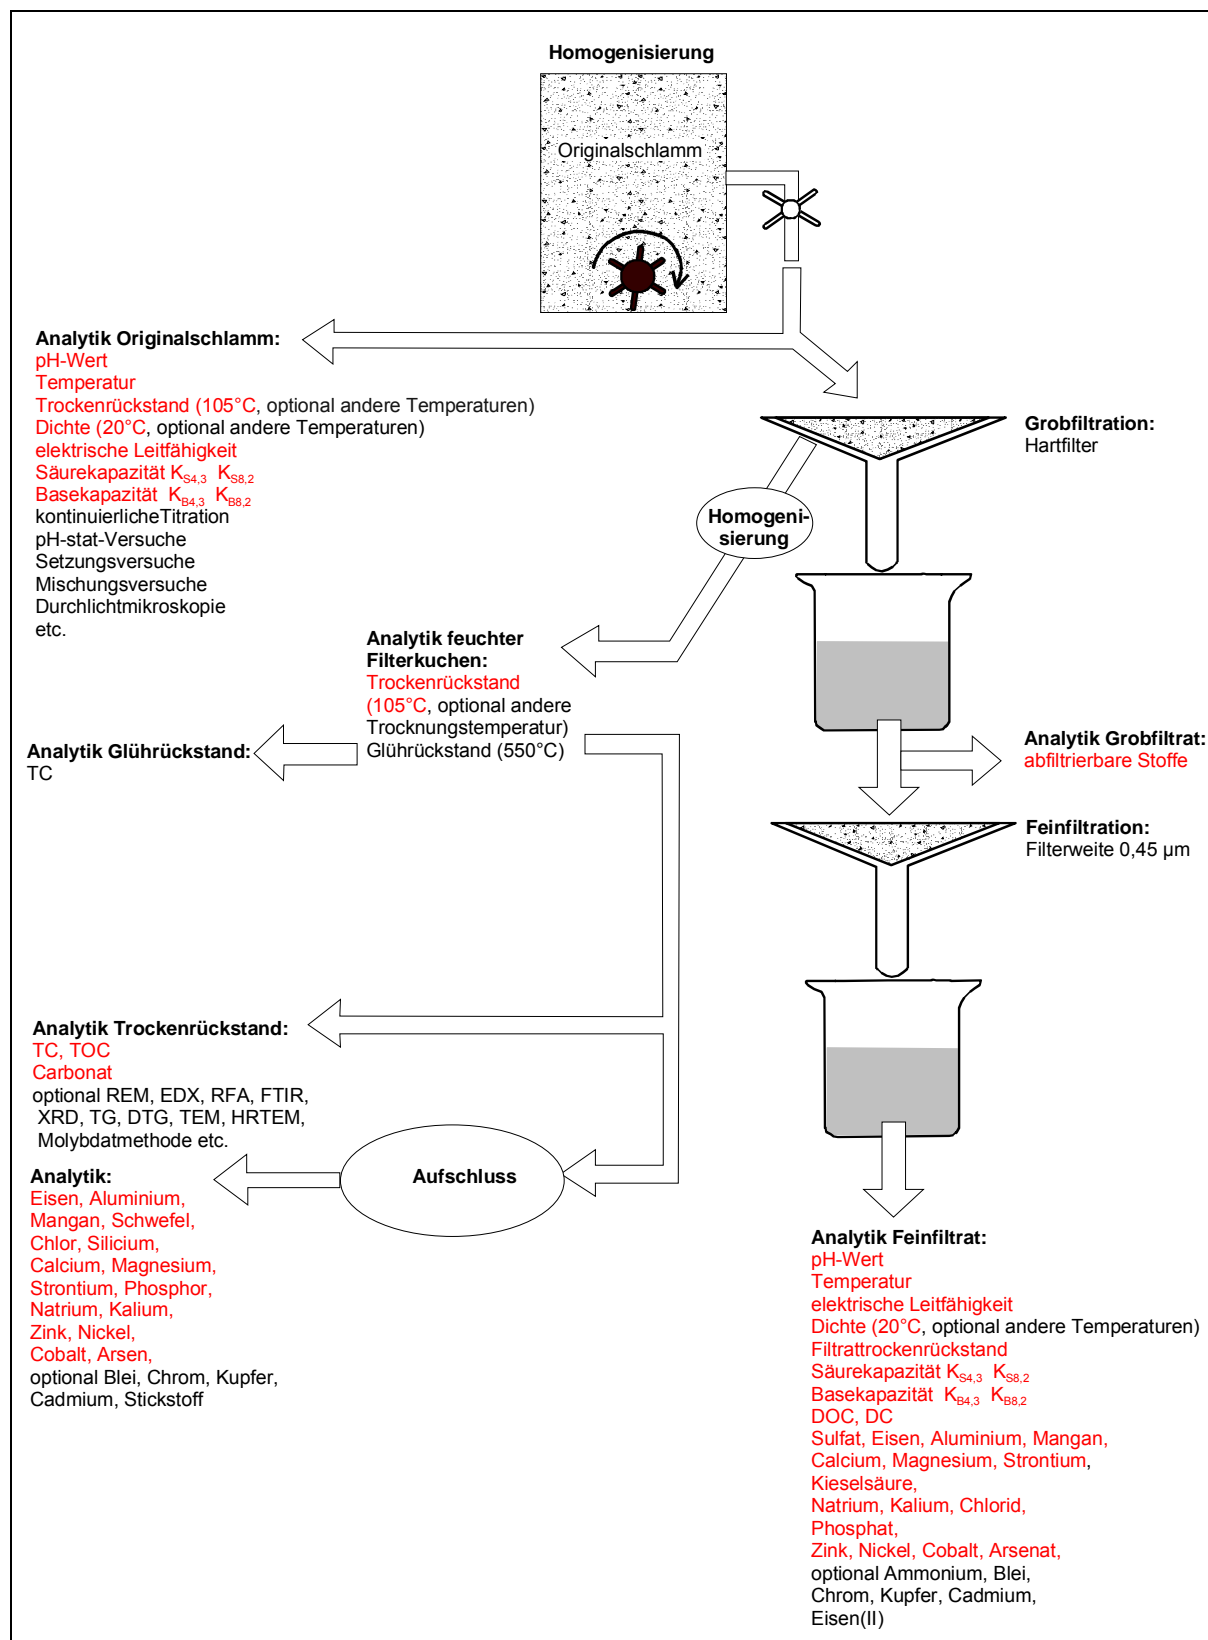 Homogenisierung
Originalschlamm
Analytik Originalschlamm:
pH-Wert
Temperatur
Trockenrückstand (105°C, optional andere Temperaturen)
Dichte (20°C, optional andere Temperaturen)
elektrische Leitfähigkeit
Säurekapazität KS4,3 KS8,2
Basekapazität KB4,3 KB8,2
kontinuierlicheTitration
pH-stat-Versuche
Setzungsversuche
Mischungsversuche
Durchlichtmikroskopie
etc.
Grobfiltration:
Hartfilter
Homogeni-
sierung
Analytik feuchter
Filterkuchen:
Trockenrückstand
(105°C, optional andere
Trocknungstemperatur)
Glührückstand (550°C)
Analytik Glührückstand:
TC
Analytik Grobfiltrat:
abfiltrierbare Stoffe
Feinfiltration:
Filterweite 0,45 µm
Analytik Trockenrückstand:
TC, TOC
Carbonat
optional REM, EDX, RFA, FTIR,
XRD, TG, DTG, TEM, HRTEM,
Molybdatmethode etc.
Aufschluss
Analytik:
Eisen, Aluminium,
Mangan, Schwefel,
Chlor, Silicium,
Calcium, Magnesium,
Strontium, Phosphor,
Natrium, Kalium,
Zink, Nickel,
Cobalt, Arsen,
optional Blei, Chrom, Kupfer,
Cadmium, Stickstoff
Analytik Feinfiltrat:
pH-Wert
Temperatur
elektrische Leitfähigkeit
Dichte (20°C, optional andere Temperaturen)
Filtrattrockenrückstand
Säurekapazität KS4,3 KS8,2
Basekapazität KB4,3 KB8,2
DOC, DC
Sulfat, Eisen, Aluminium, Mangan,
Calcium, Magnesium, Strontium,
Kieselsäure,
Natrium, Kalium, Chlorid,
Phosphat,
Zink, Nickel, Cobalt, Arsenat,
optional Ammonium, Blei,
Chrom, Kupfer, Cadmium,
Eisen(II)